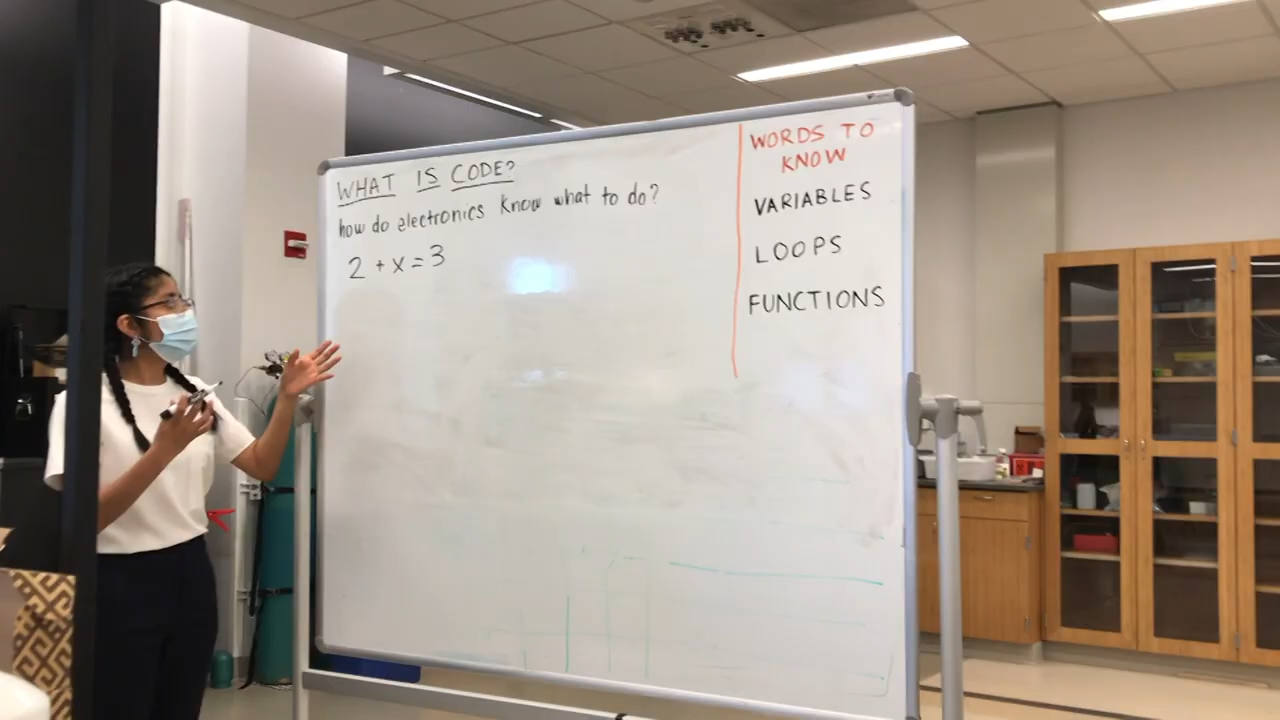 WHAT IS CODE?
how do electronics know what to do?
2 + x = 3
WORDS TO
KNOW
VARIABLES
LOOPS
FUNCTIONS